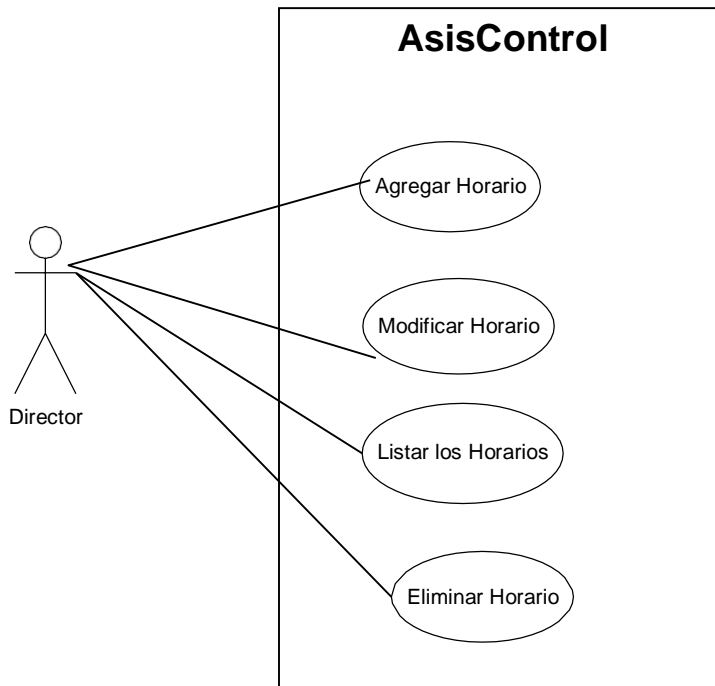 AsisControl
Agregar Horario
Modificar Horario
Director
Listar los Horarios
Eliminar Horario